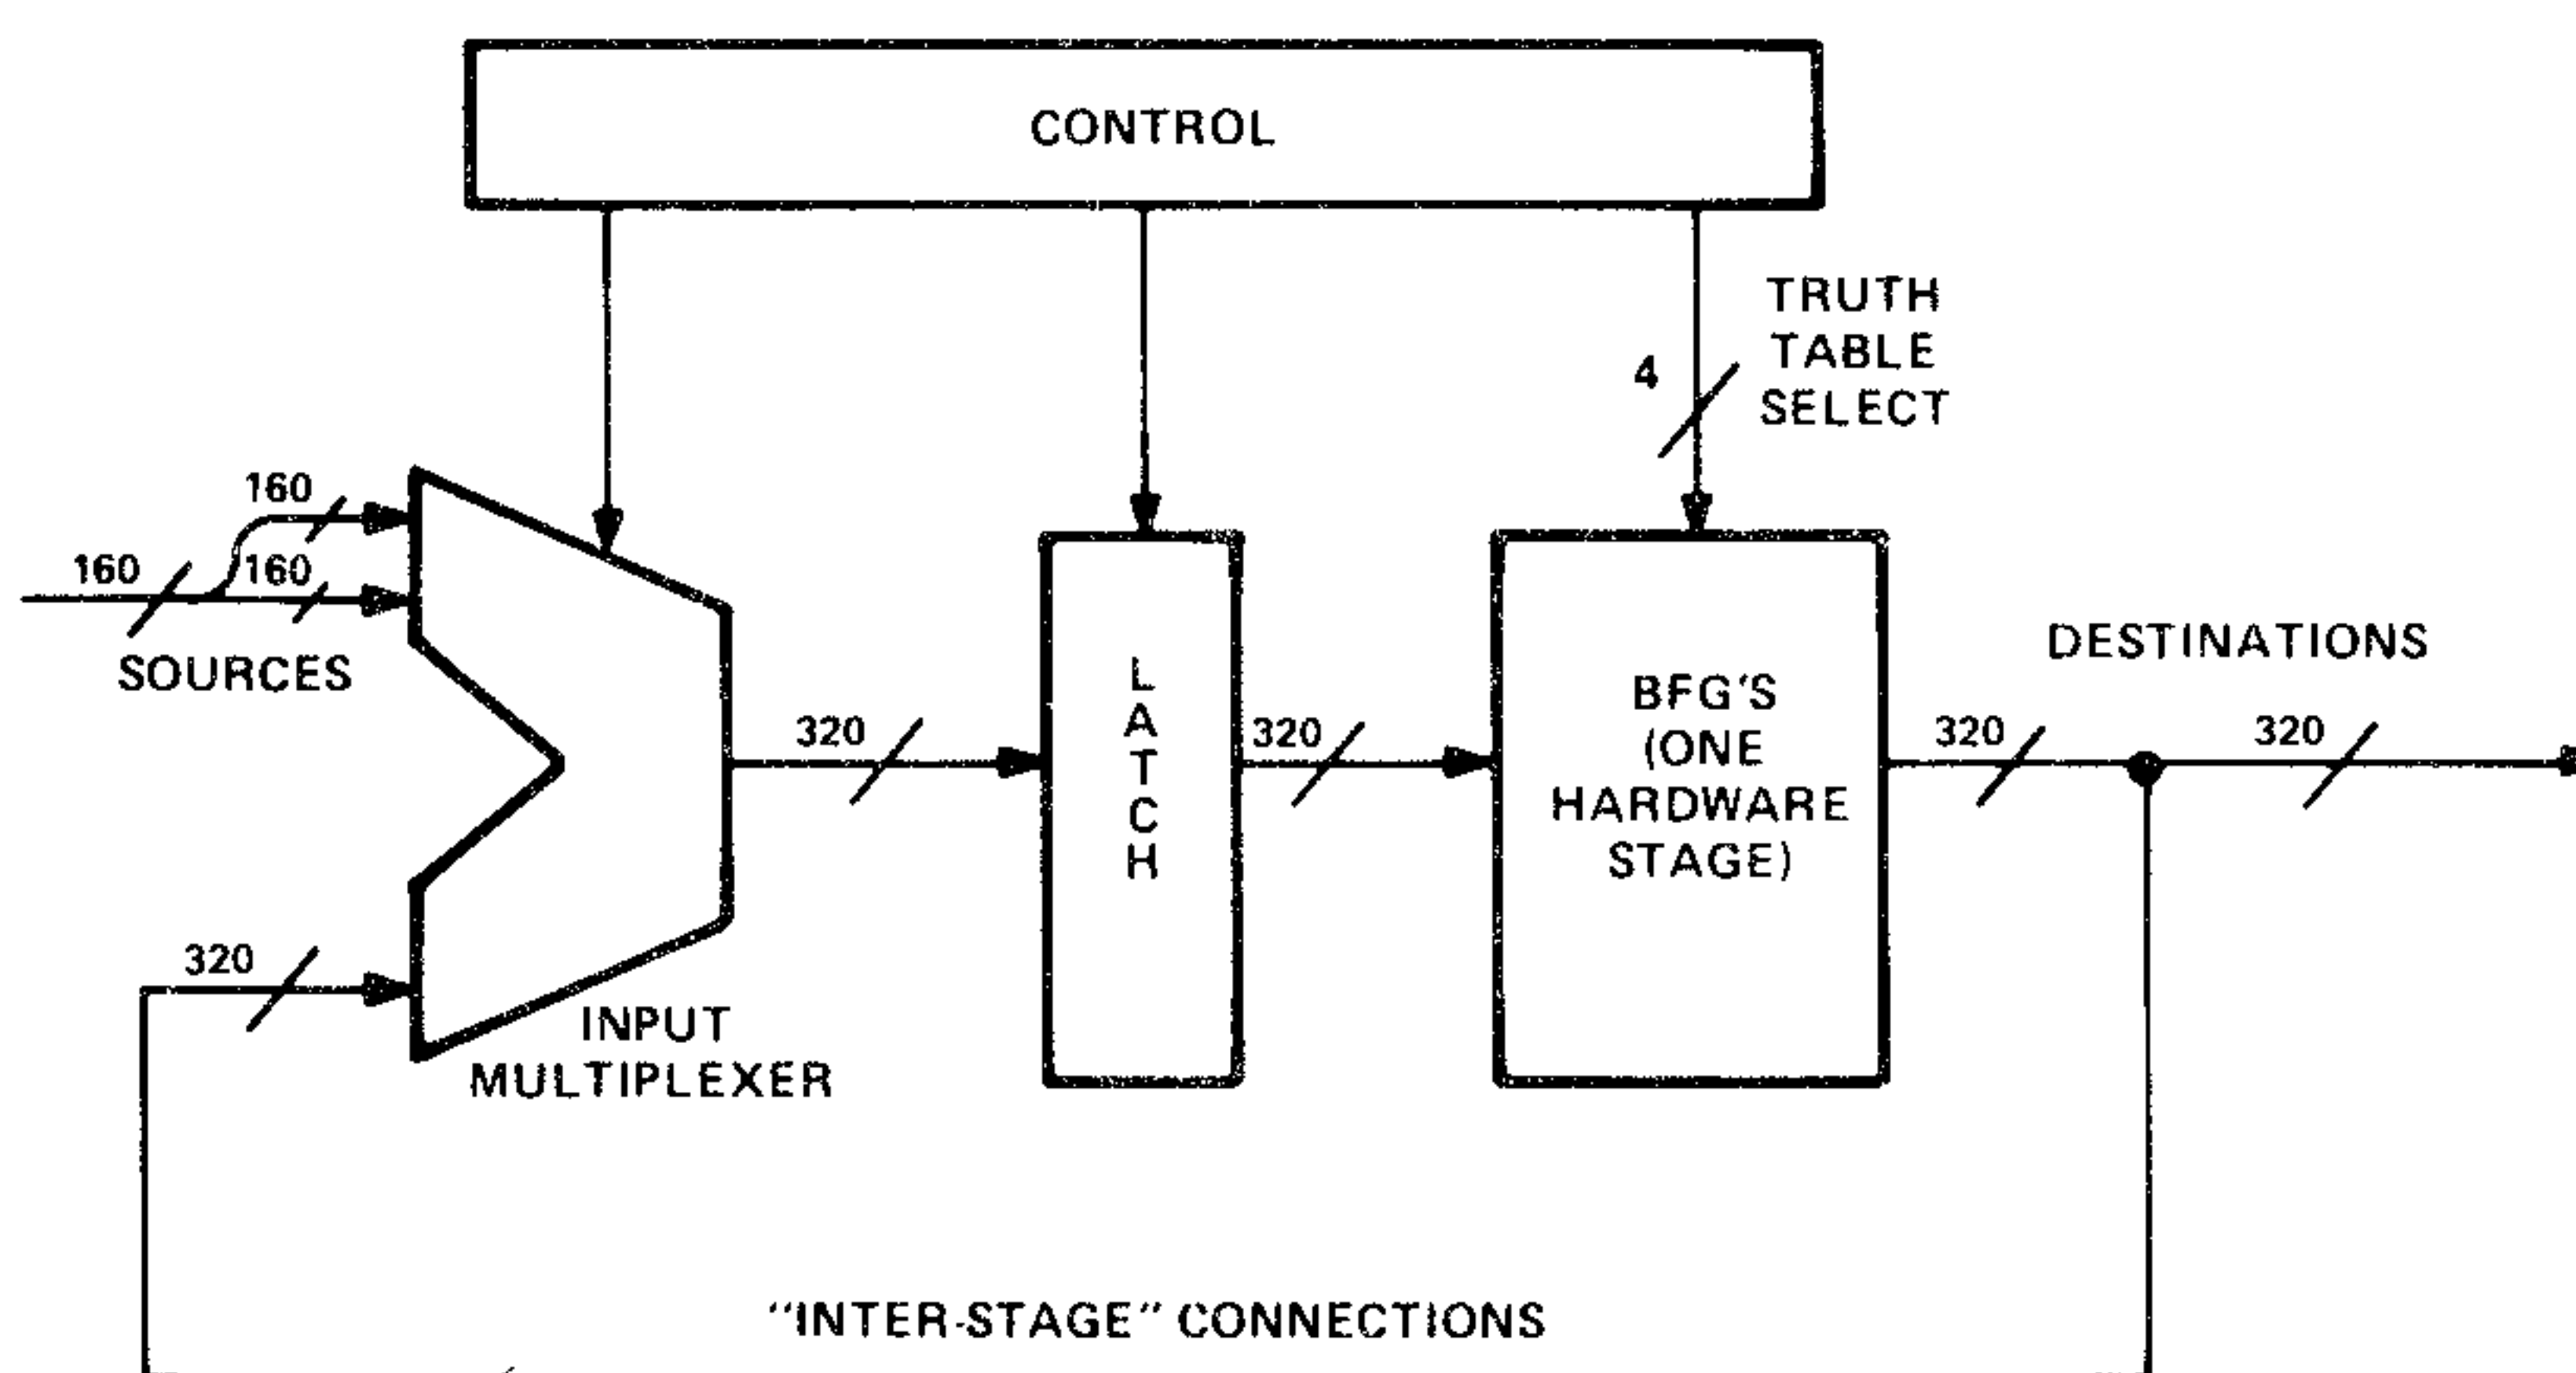 CONTROL
TRUTH
TABLE
SELECT
4
160
160
160
SOURCES
320
INPUT
MULTIPLEXER
320
LATCH
320
BFG'S
(ONE
HARDWARE
STAGE)
DESTINATIONS
320
320
"INTER-STAGE" CONNECTIONS